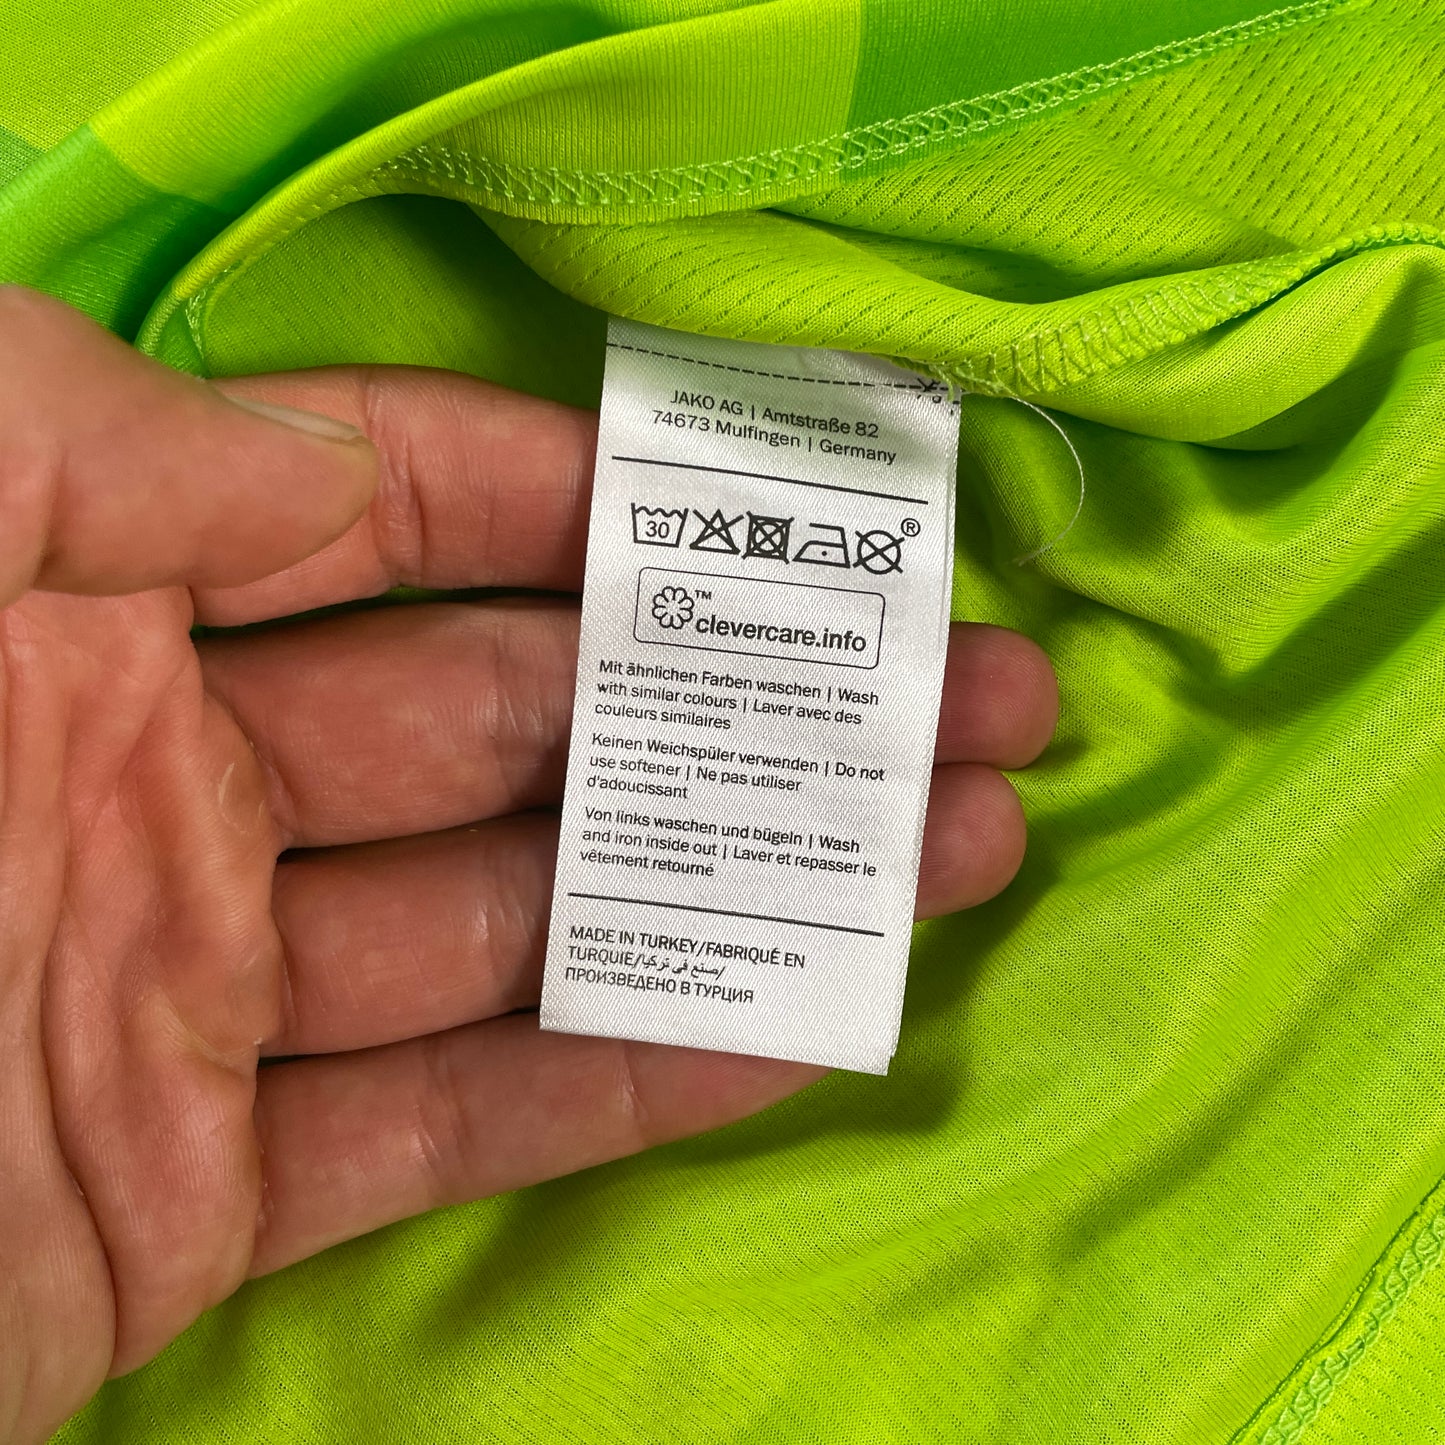 JAKO AG | Amtstraße 82
74673 Mulfingen | Germany
30
®
™
clevercare.info
Mit ähnlichen Farben waschen | Wash
with similar colours | Laver avec des
couleurs similaires
Keinen Weichspüler verwenden | Do not
use softener | Ne pas utiliser
d'adoucissant
Von links waschen und bügeln | Wash
and iron inside out | Laver et repasser le
vêtement retourné
MADE IN TURKEY/FABRIQUÉ EN
TURQUIE/صنع في تركيا/
ПРОИЗВЕДЕНО В ТУРЦИЯ